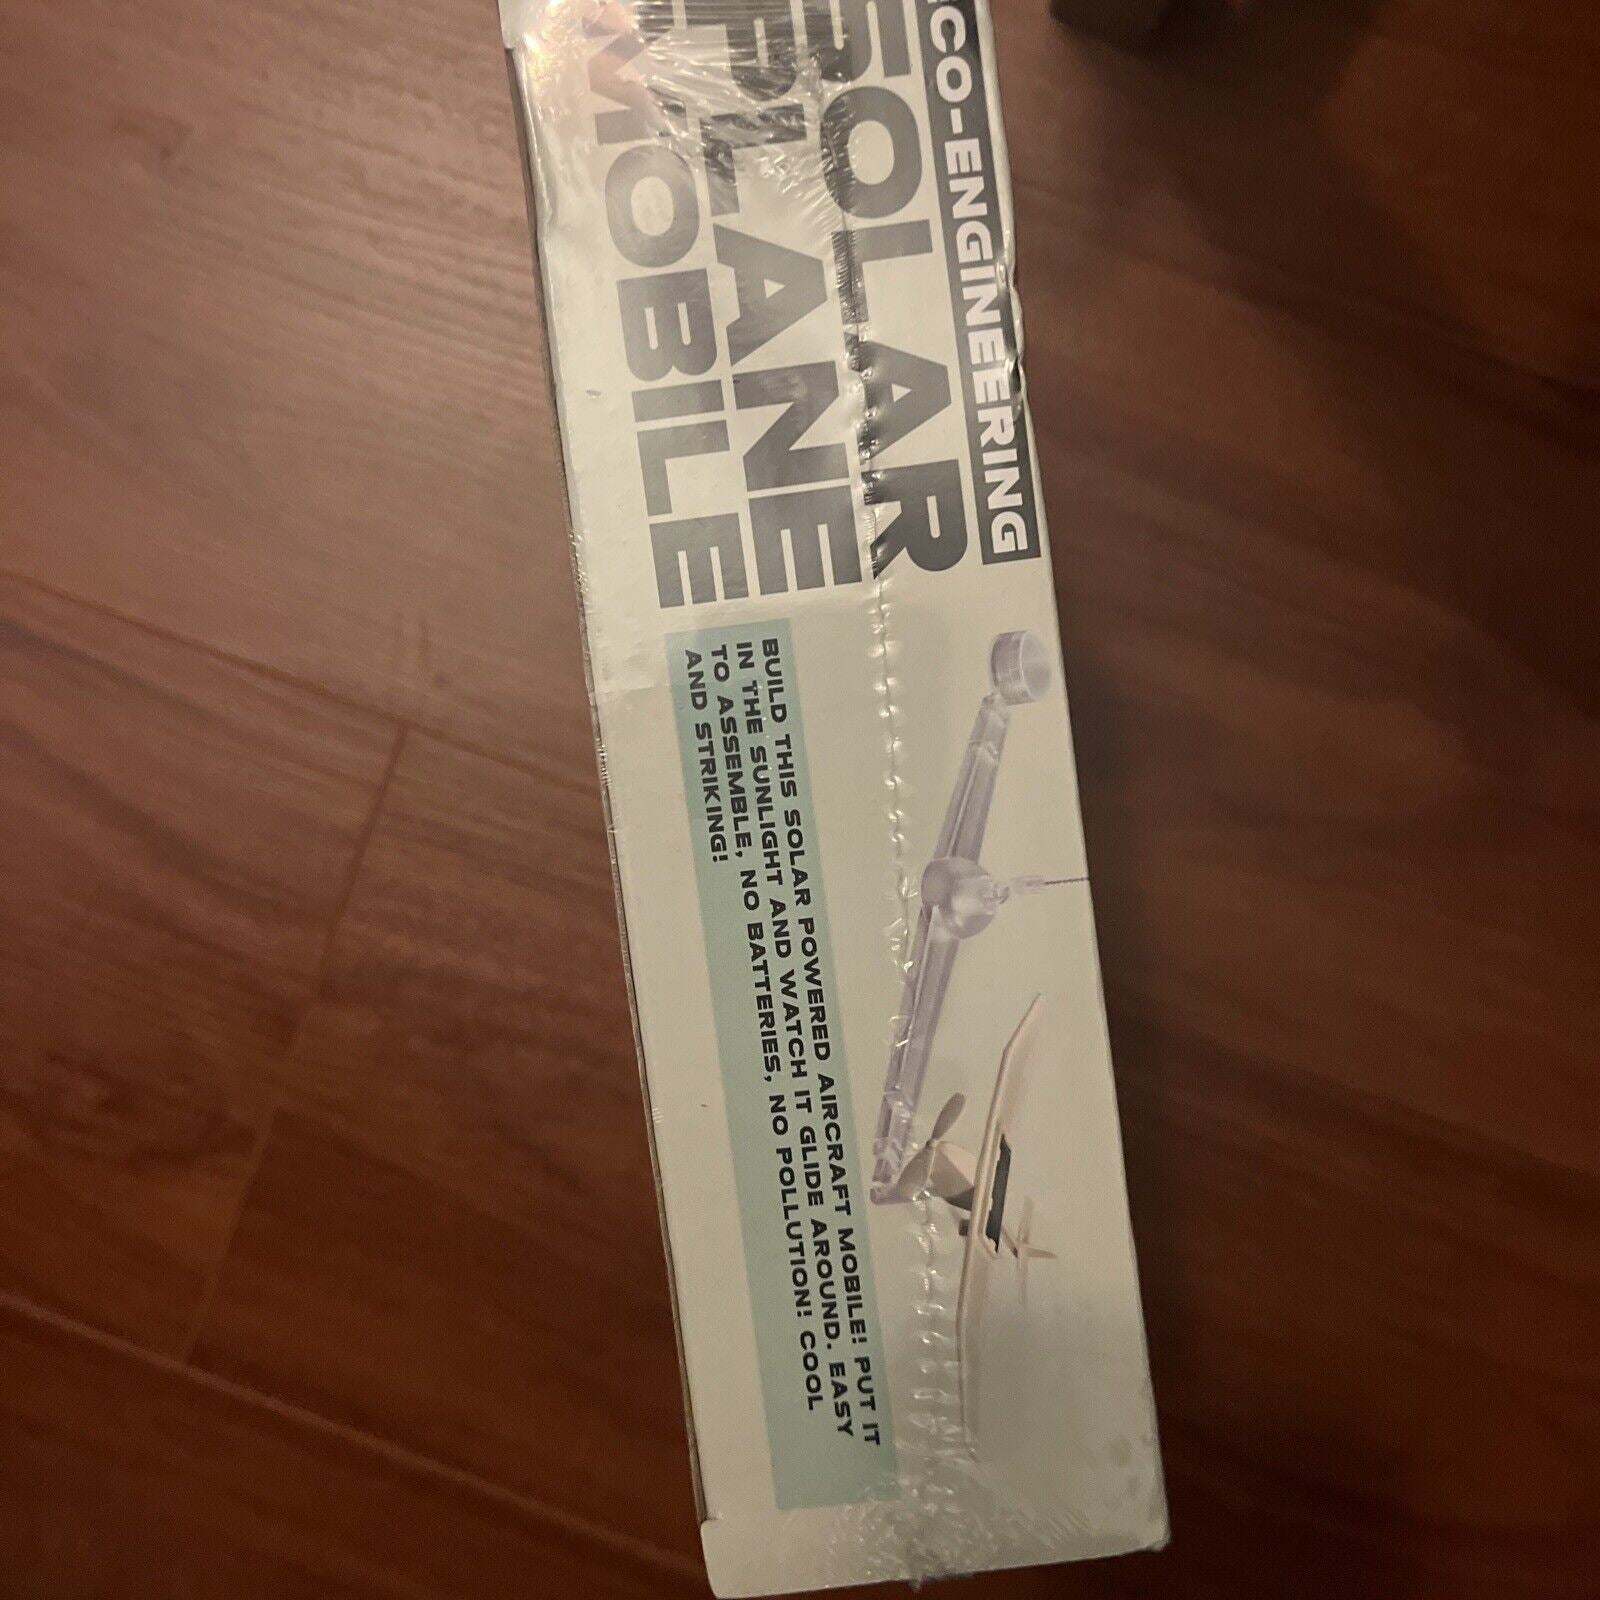 ECO-ENGINEERING
SOLAR
PLANE
MOBILE
BUILD THIS SOLAR POWERED AIRCRAFT MOBILE! PUT IT
IN THE SUNLIGHT AND WATCH IT GLIDE AROUND. EASY
TO ASSEMBLE, NO BATTERIES, NO POLLUTION! COOL
AND STRIKING!